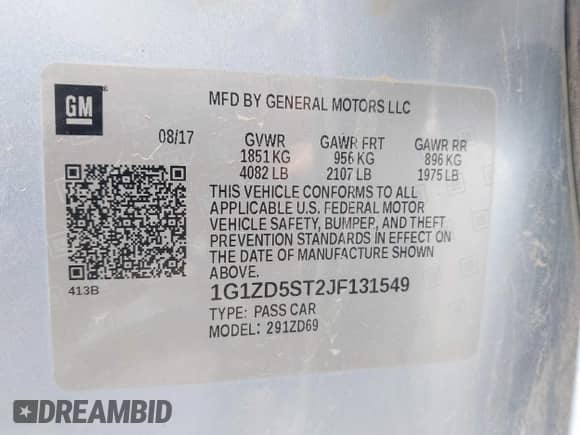 GM
MFD BY GENERAL MOTORS LLC
08/17 GVWR GAWR FRT GAWR RR
1851 KG 956 KG 896 KG
4082 LB 2107 LB 1975 LB
THIS VEHICLE CONFORMS TO ALL
APPLICABLE U.S. FEDERAL MOTOR
VEHICLE SAFETY, BUMPER, AND THEFT
PREVENTION STANDARDS IN EFFECT ON
THE DATE OF MANUFACTURE SHOWN
ABOVE.
413B
1G1ZD5ST2JF131549
TYPE: PASS CAR
MODEL: 291ZD69
DREAMBID